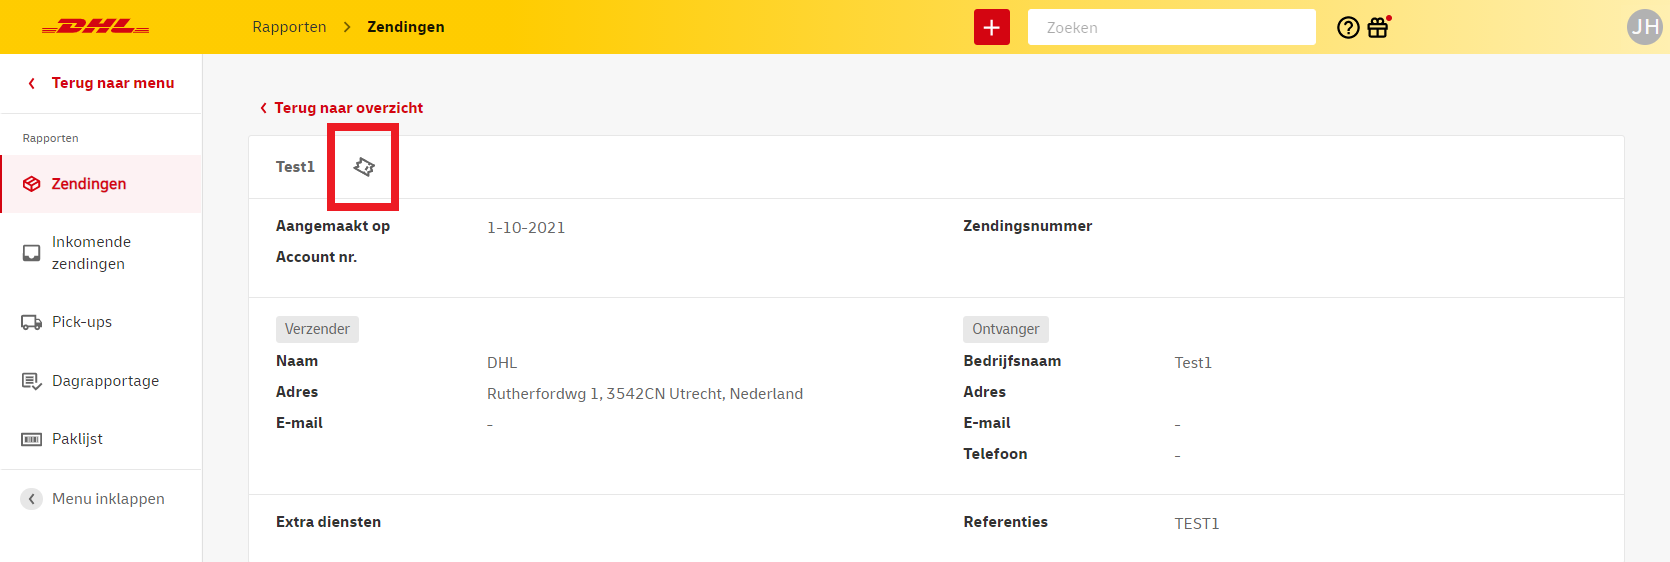 DHL
Rapporten > Zendingen
+
Zoeken
JH
Terug naar menu
Rapporten
Zendingen
Inkomende
zendingen
Pick-ups
Dagrapportage
Paklijst
Menu inklappen
Terug naar overzicht
Test1
Aangemaakt op 1-10-2021
Zendingsnummer
Account nr.
Verzender
Naam DHL
Adres Rutherfordwg 1, 3542CN Utrecht, Nederland
E-mail -
Ontvanger
Bedrijfsnaam Test1
Adres
E-mail -
Telefoon -
Extra diensten
Referenties TEST1